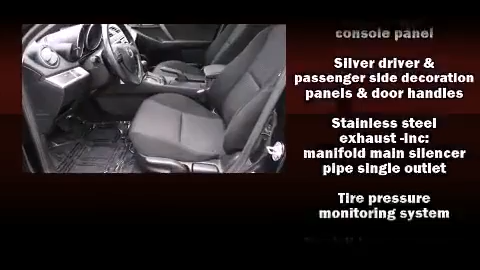 console panel
Silver driver &
passenger side decoration
panels & door handles
Stainless steel
exhaust -inc:
manifold main silencer
pipe single outlet
Tire pressure
monitoring system